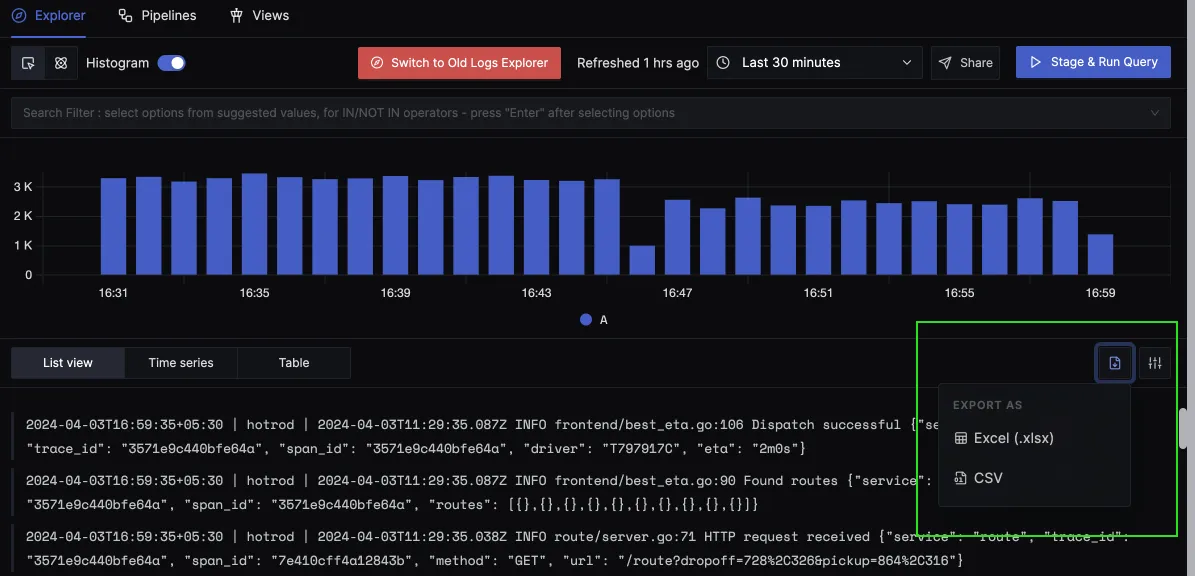 Explorer Pipelines Views
Histogram Switch to Old Logs Explorer Refreshed 1 hrs ago Last 30 minutes Share Stage & Run Query
Search Filter : select options from suggested values, for IN/NOT IN operators - press "Enter" after selecting options
3 K
2 K
1 K
0
16:31 16:35 16:39 16:43 16:47 16:51 16:55 16:59
A
List view Time series Table
EXPORT AS
Excel (.xlsx)
CSV
2024-04-03T16:59:35+05:30 | hotrod | 2024-04-03T11:29:35.087Z INFO frontend/best_eta.go:106 Dispatch successful {"se
"trace_id": "3571e9c440bfe64a", "span_id": "3571e9c440bfe64a", "driver": "T797917C", "eta": "2m0s"}
2024-04-03T16:59:35+05:30 | hotrod | 2024-04-03T11:29:35.087Z INFO frontend/best_eta.go:90 Found routes {"service":
"3571e9c440bfe64a", "span_id": "3571e9c440bfe64a", "routes": [{},{},{},{},{},{},{},{},{},{}]}
2024-04-03T16:59:35+05:30 | hotrod | 2024-04-03T11:29:35.038Z INFO route/server.go:71 HTTP request received {"service": "route", "trace_id":
"3571e9c440bfe64a", "span_id": "7e410cff4a12843b", "method": "GET", "url": "/route?dropoff=728%2C326&pickup=864%2C316"}